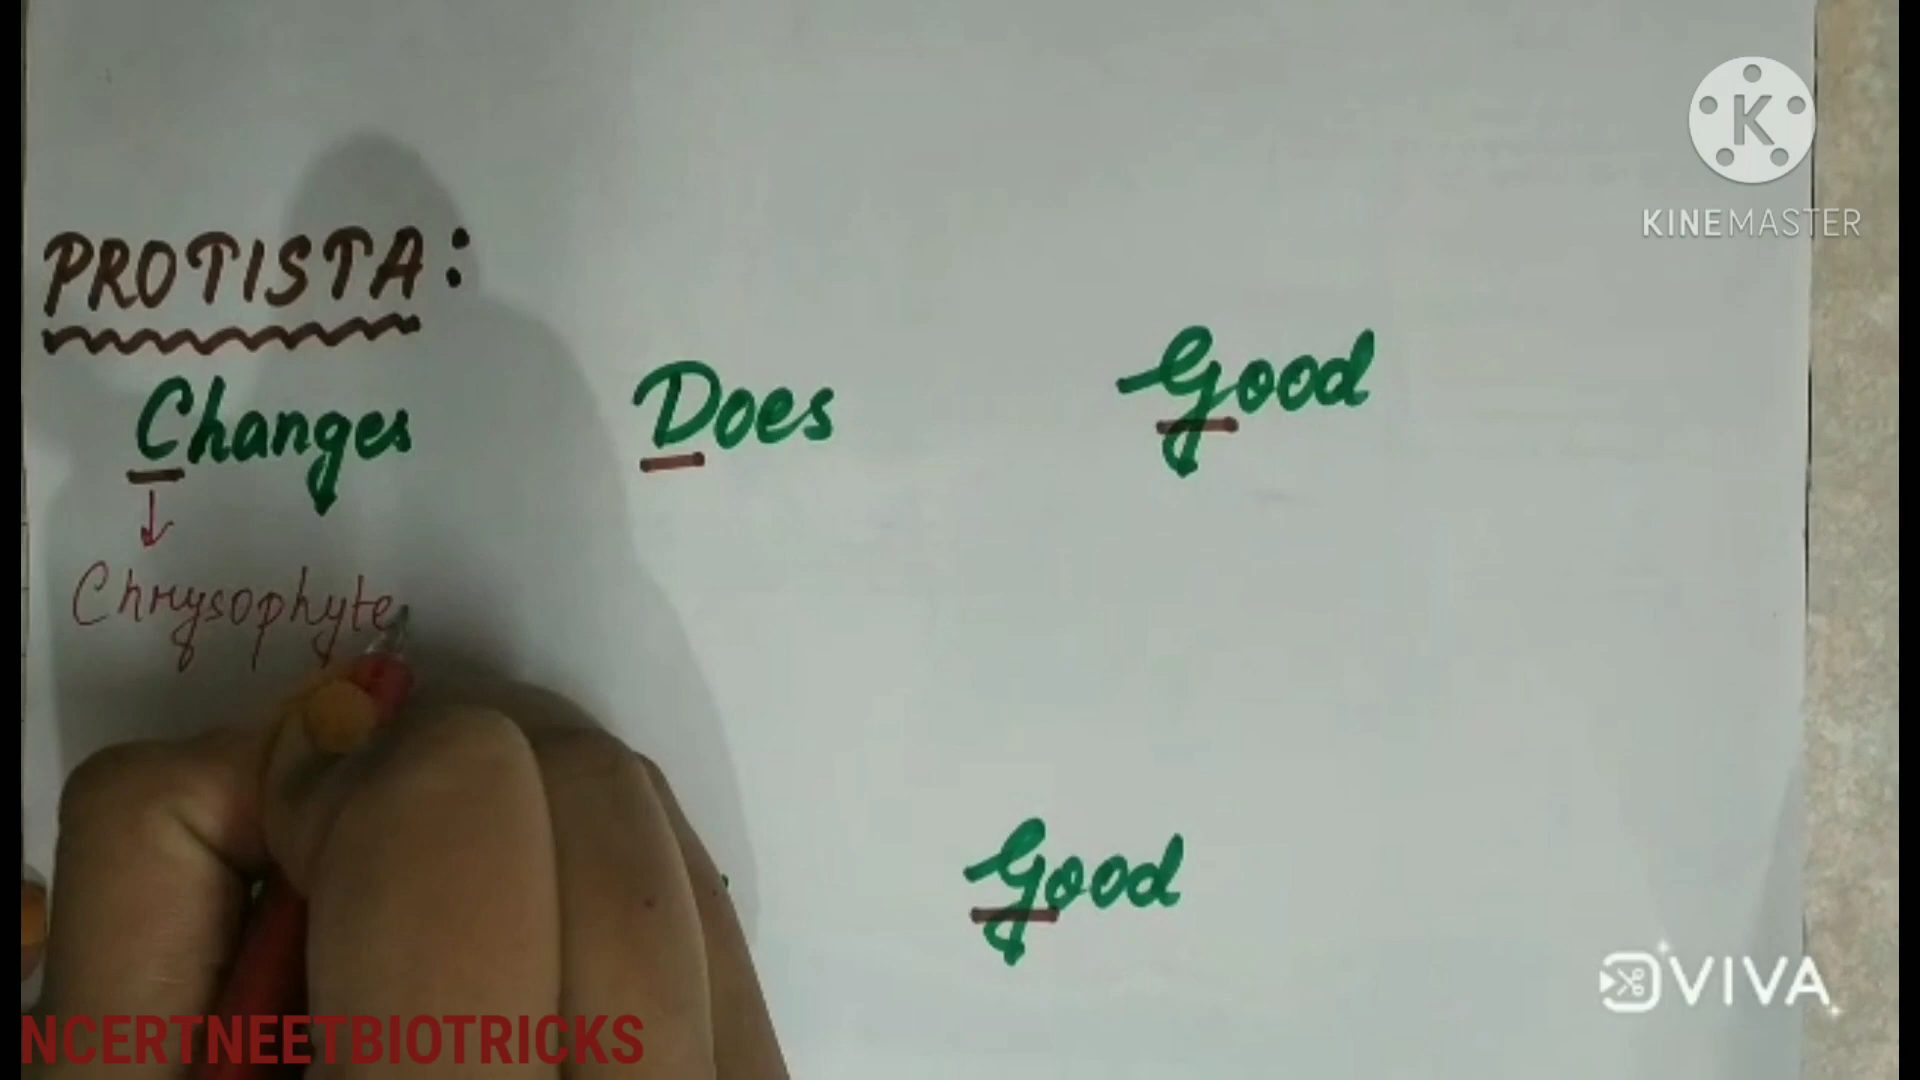 KINEMASTER
PROTISTA:
Changes Does Good
Chrysophyte
Good
VIVA
NCERTNEETBIOTRICKS